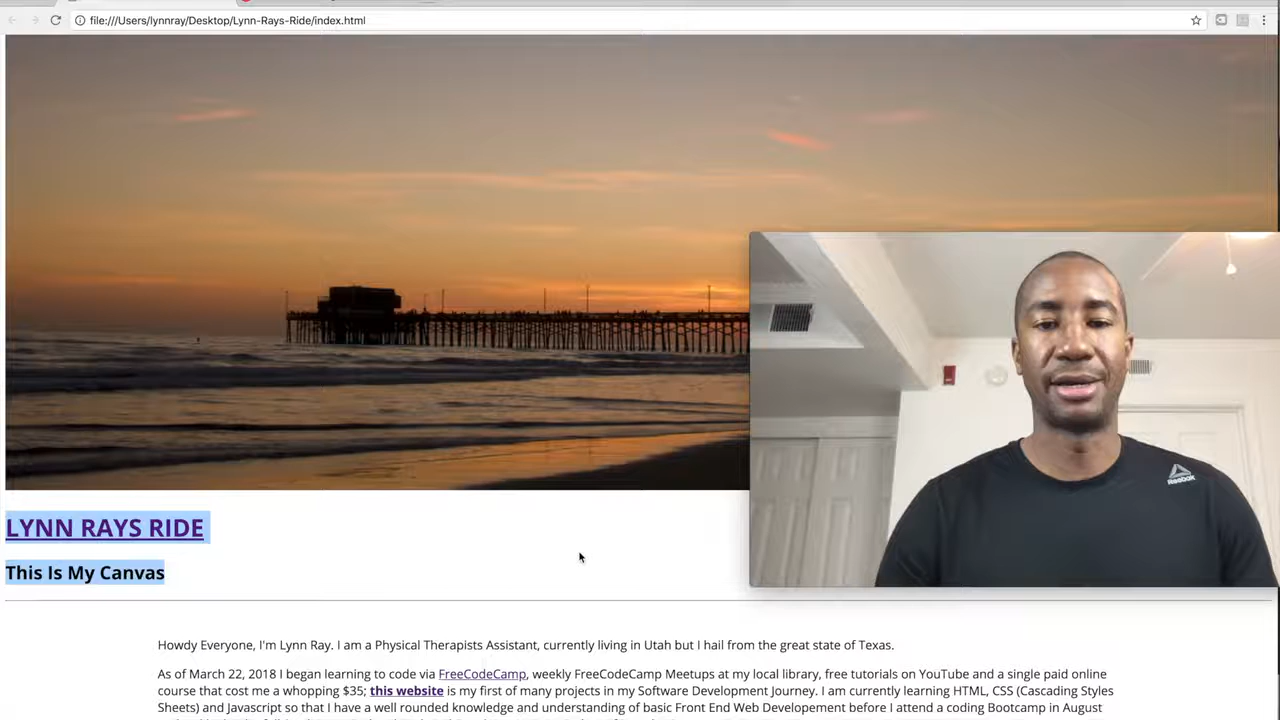 file:///Users/lynnray/Desktop/Lynn-Rays-Ride/index.html
Reebok
LYNN RAYS RIDE
This Is My Canvas
Howdy Everyone, I'm Lynn Ray. I am a Physical Therapists Assistant, currently living in Utah but I hail from the great state of Texas.
As of March 22, 2018 I began learning to code via FreeCodeCamp, weekly FreeCodeCamp Meetups at my local library, free tutorials on YouTube and a single paid online
course that cost me a whopping $35; this website is my first of many projects in my Software Development Journey. I am currently learning HTML, CSS (Cascading Styles
Sheets) and Javascript so that I have a well rounded knowledge and understanding of basic Front End Web Developement before I attend a coding Bootcamp in August